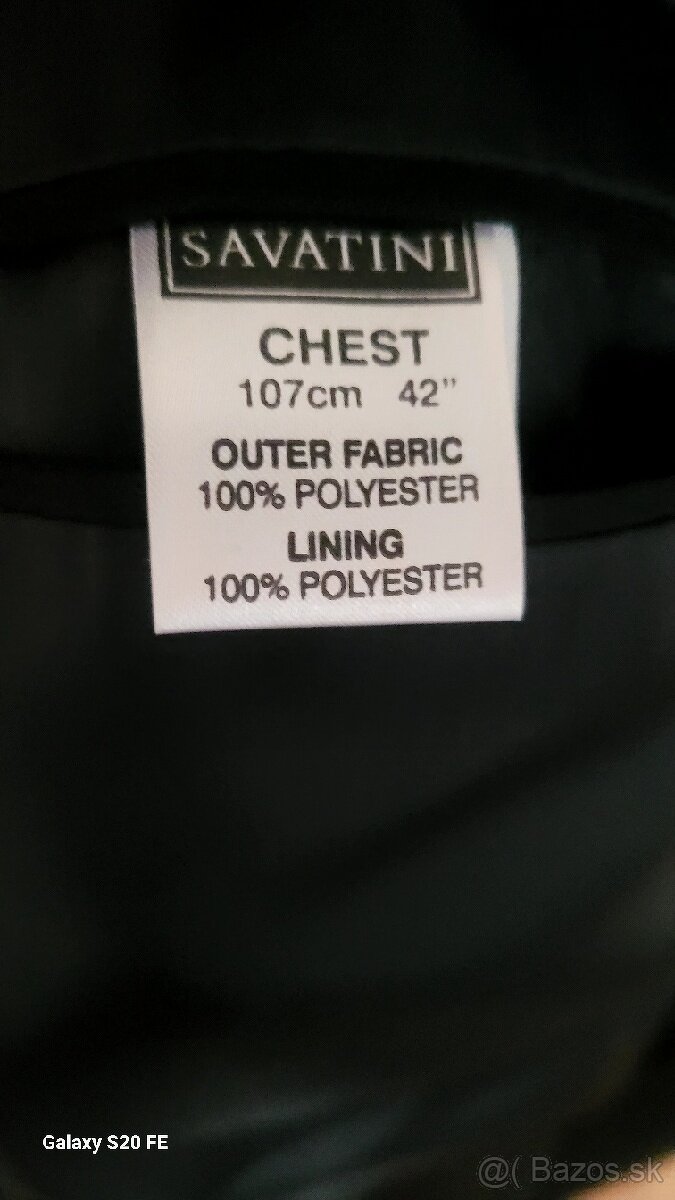 SAVATINI
CHEST
107cm 42"
OUTER FABRIC
100% POLYESTER
LINING
100% POLYESTER
Galaxy S20 FE
@( Bazos.sk